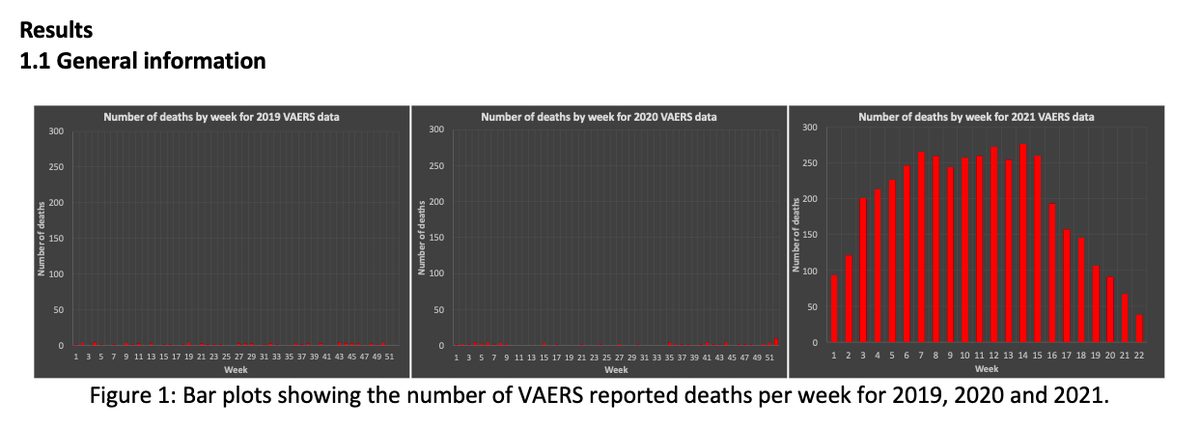 Results
1.1 General information
Number of deaths by week for 2019 VAERS data
Number of deaths
300
250
200
150
100
50
0
1 3 5 7 9 11 13 15 17 19 21 23 25 27 29 31 33 35 37 39 41 43 45 47 49 51
Week
Number of deaths by week for 2020 VAERS data
Number of deaths
300
250
200
150
100
50
0
1 3 5 7 9 11 13 15 17 19 21 23 25 27 29 31 33 35 37 39 41 43 45 47 49 51
Week
Number of deaths by week for 2021 VAERS data
Number of deaths
300
250
200
150
100
50
0
1 2 3 4 5 6 7 8 9 10 11 12 13 14 15 16 17 18 19 20 21 22
Week
Figure 1: Bar plots showing the number of VAERS reported deaths per week for 2019, 2020 and 2021.